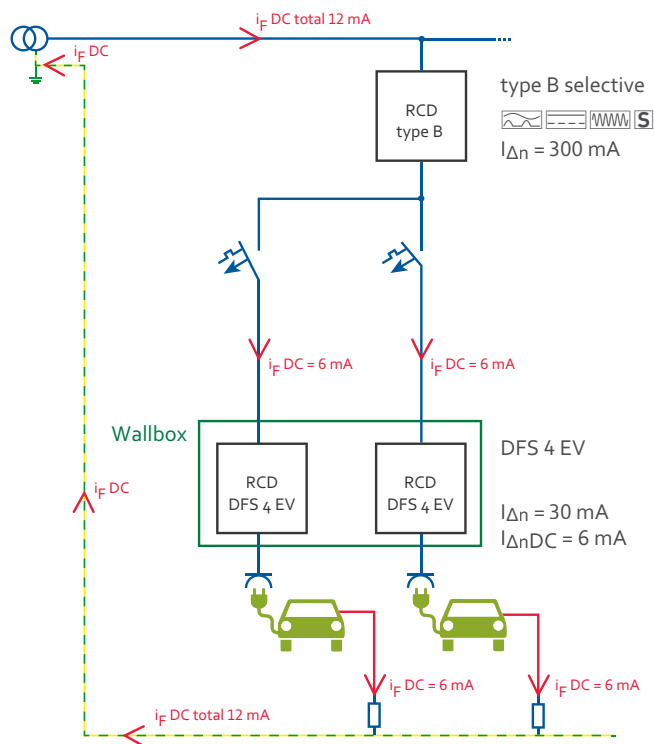 iF DC total 12 mA
iF DC
type B selective
RCD
type B
S
IΔn = 300 mA
iF DC = 6 mA
iF DC = 6 mA
Wallbox
DFS 4 EV
RCD
DFS 4 EV
RCD
DFS 4 EV
iF DC
IΔn = 30 mA
IΔnDC = 6 mA
iF DC = 6 mA
iF DC = 6 mA
iF DC total 12 mA